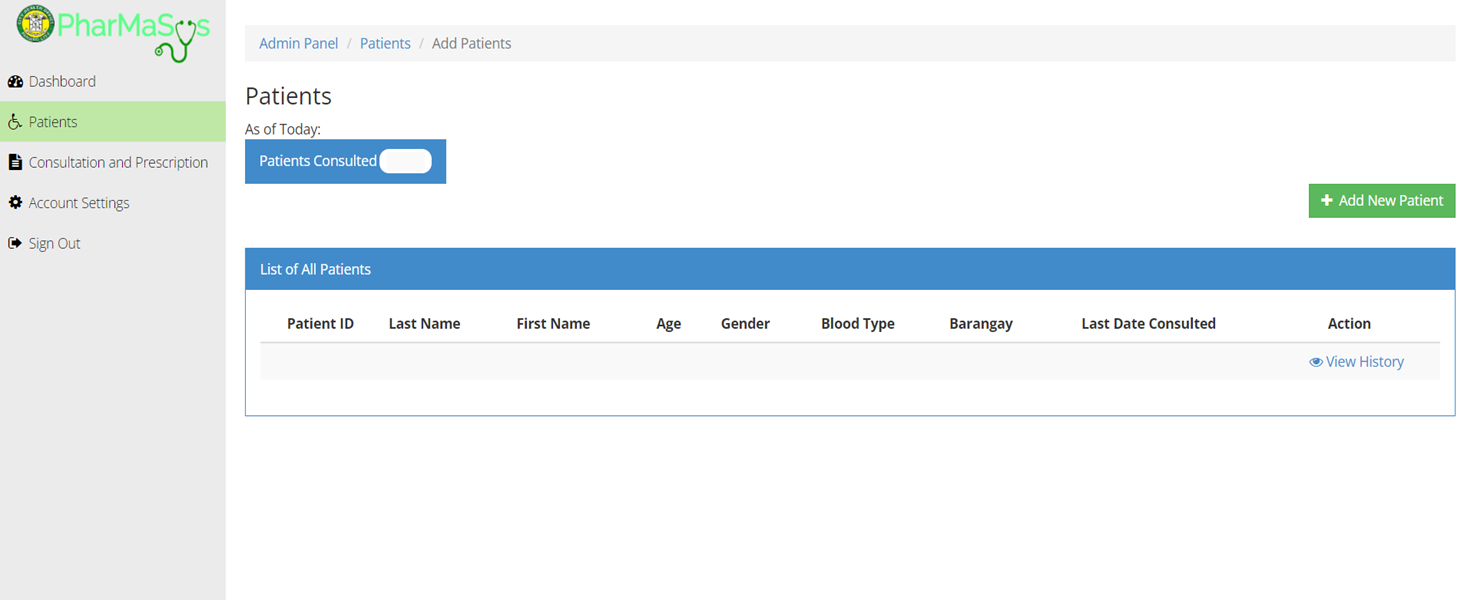 PharMaSys
Admin Panel / Patients / Add Patients
Dashboard
Patients
Consultation and Prescription
Account Settings
Sign Out
Patients
As of Today:
Patients Consulted
Add New Patient
List of All Patients
Patient ID Last Name First Name Age Gender Blood Type Barangay Last Date Consulted Action
View History